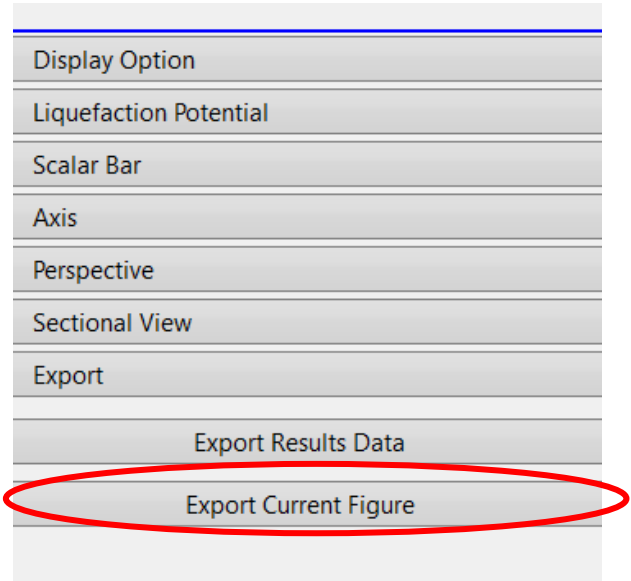 Display Option
Liquefaction Potential
Scalar Bar
Axis
Perspective
Sectional View
Export
Export Results Data
Export Current Figure